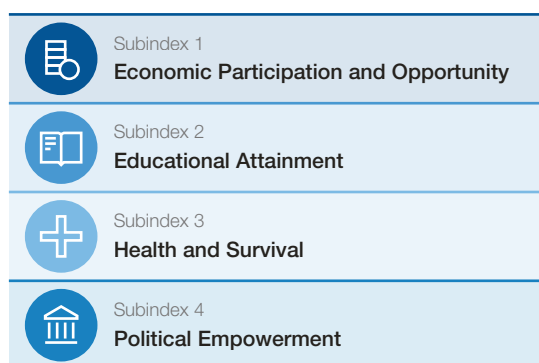 Subindex 1
Economic Participation and Opportunity
Subindex 2
Educational Attainment
Subindex 3
Health and Survival
Subindex 4
Political Empowerment